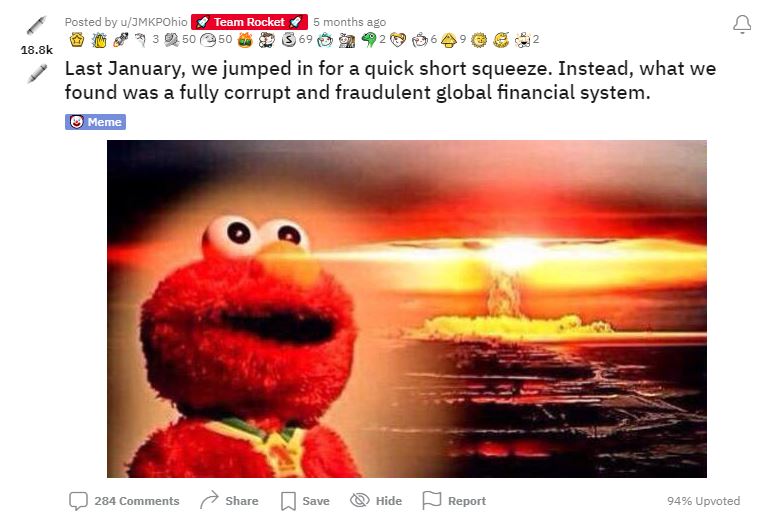 Posted by u/JMKPOhio Team Rocket 5 months ago
3 50 50 69 2 6 9 2
18.8k
Last January, we jumped in for a quick short squeeze. Instead, what we
found was a fully corrupt and fraudulent global financial system.
Meme
284 Comments Share Save Hide Report 94% Upvoted